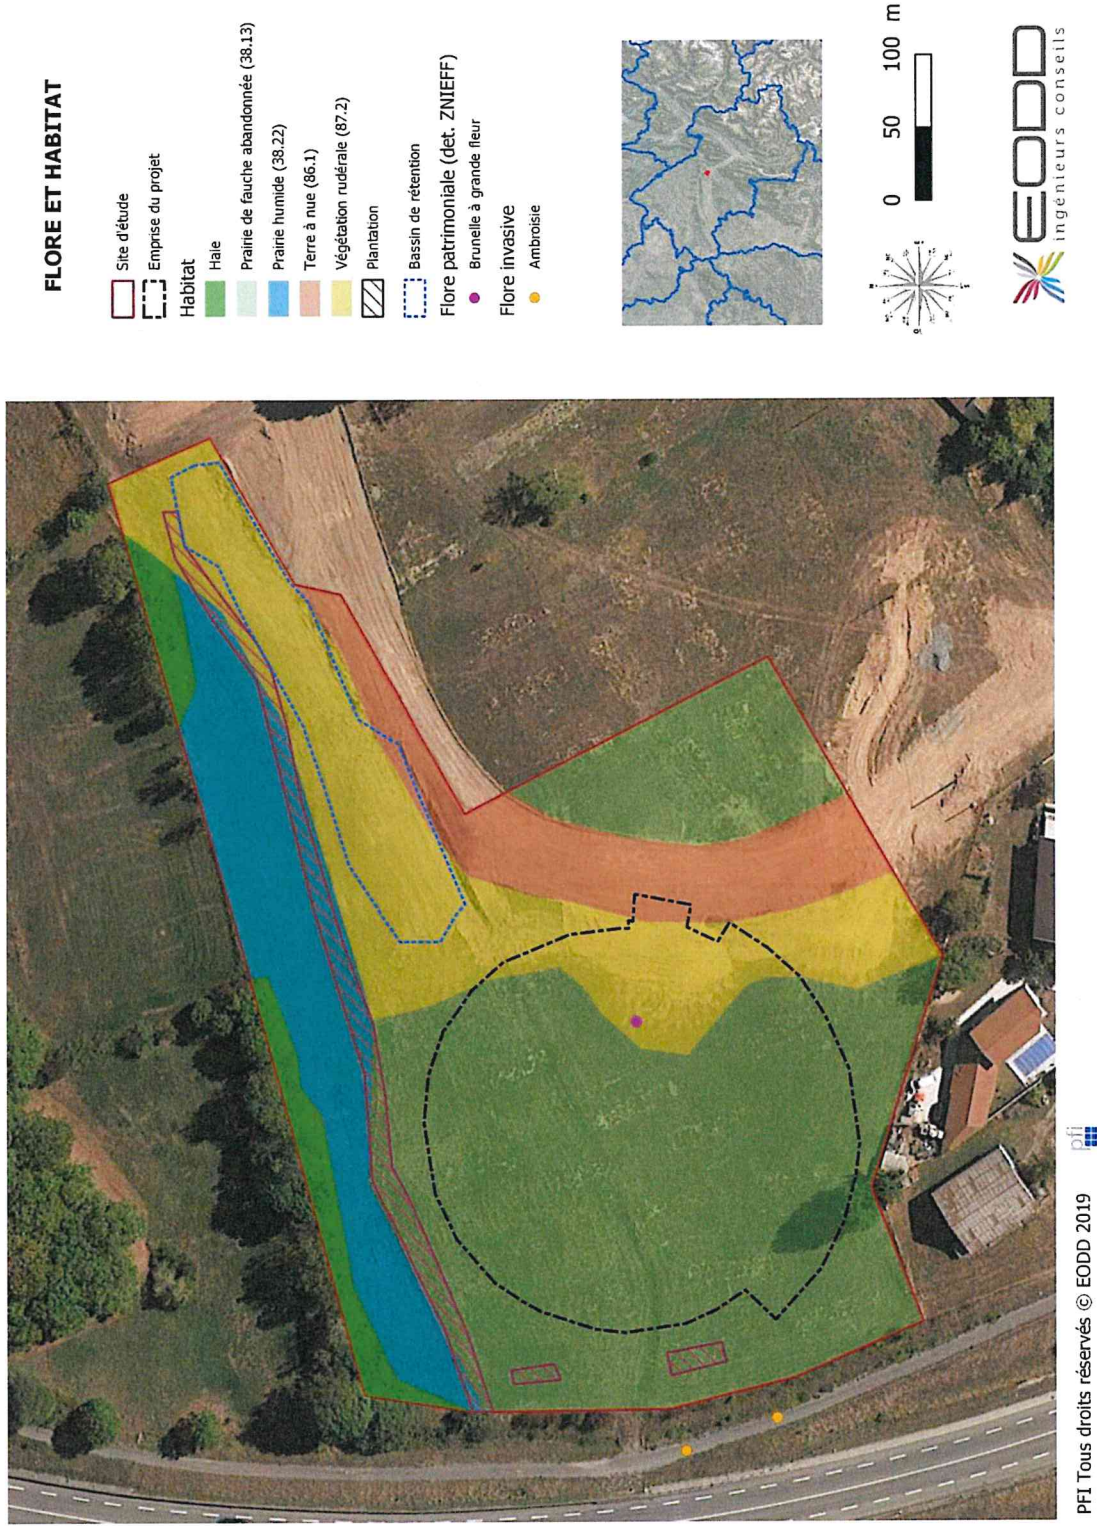 FLORE ET HABITAT
Site d'étude
Emprise du projet
Habitat
Haie
Prairie de fauche abandonnée (38.13)
Prairie humide (38.22)
Terre à nue (86.1)
Végétation rudérale (87.2)
Plantation
Bassin de rétention
Flore patrimoniale (det. ZNIEFF)
Brunelle à grande fleur
Flore invasive
Ambroisie
0 50 100 m
EODD
ingénieurs conseils
PFI Tous droits réservés © EODD 2019
pfi